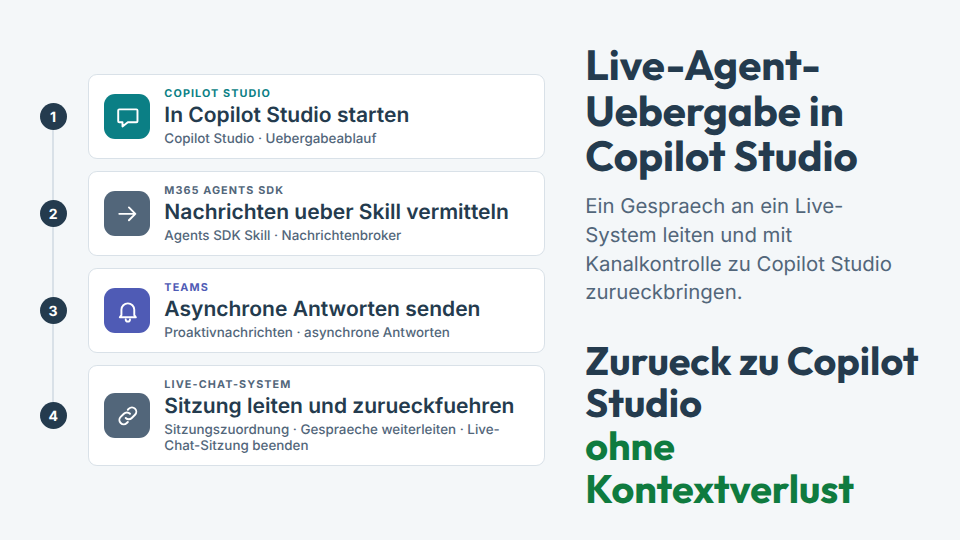 1
COPILOT STUDIO
In Copilot Studio starten
Copilot Studio · Uebergabeablauf
2
M365 AGENTS SDK
Nachrichten ueber Skill vermitteln
Agents SDK Skill · Nachrichtenbroker
3
TEAMS
Asynchrone Antworten senden
Proaktivnachrichten · asynchrone Antworten
4
LIVE-CHAT-SYSTEM
Sitzung leiten und zurueckfuehren
Sitzungszuordnung · Gespraeche weiterleiten · Live-
Chat-Sitzung beenden
Live-Agent-
Uebergabe in
Copilot Studio
Ein Gespraech an ein Live-
System leiten und mit
Kanalkontrolle zu Copilot Studio
zurueckbringen.
Zurueck zu Copilot
Studio
ohne
Kontextverlust